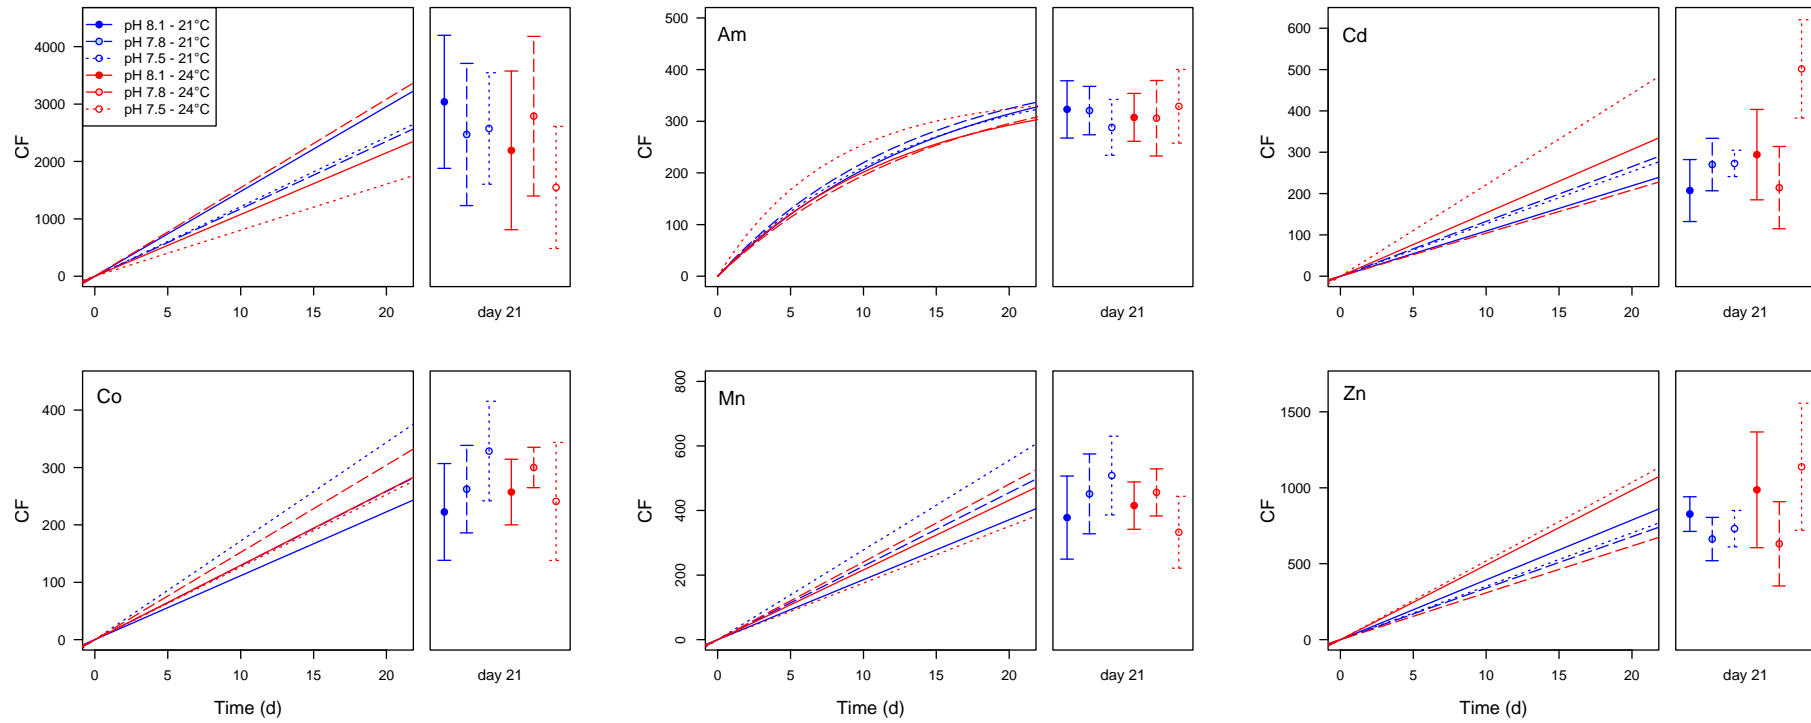 pH 8.1 - 21°C
pH 7.8 - 21°C
pH 7.5 - 21°C
pH 8.1 - 24°C
pH 7.8 - 24°C
pH 7.5 - 24°C
CF
4000
3000
2000
1000
0
0 5 10 15 20
day 21
Am
CF
500
400
300
200
100
0
0 5 10 15 20
day 21
Cd
CF
600
500
400
300
200
100
0
0 5 10 15 20
day 21
Co
CF
400
300
200
100
0
0 5 10 15 20
day 21
Time (d)
Mn
CF
800
600
400
200
0
0 5 10 15 20
day 21
Time (d)
Zn
CF
1500
1000
500
0
0 5 10 15 20
day 21
Time (d)